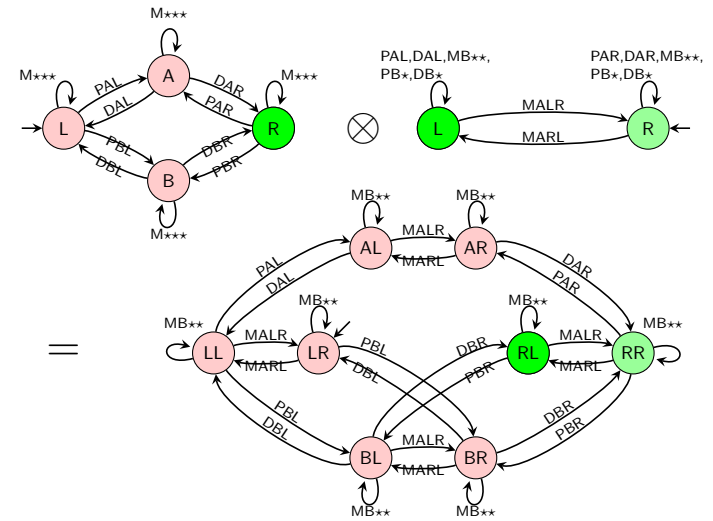 M⋆⋆⋆
A
M⋆⋆⋆
PAL
DAL
DAR
PAR
M⋆⋆⋆
L
R
PBL
DBL
DBR
PBR
B
M⋆⋆⋆
⊗
PAL,DAL,MB⋆⋆,
PB⋆,DB⋆
PAR,DAR,MB⋆⋆,
PB⋆,DB⋆
L
MALR
MARL
R
=
MB⋆⋆
MB⋆⋆
AL
MALR
MARL
AR
PAL
DAL
DAR
PAR
MB⋆⋆
MB⋆⋆
MB⋆⋆
MB⋆⋆
LL
MALR
MARL
LR
PBL
DBL
DBR
PBR
RL
MALR
MARL
RR
PBL
DBL
DBR
PBR
BL
MALR
MARL
BR
MB⋆⋆
MB⋆⋆